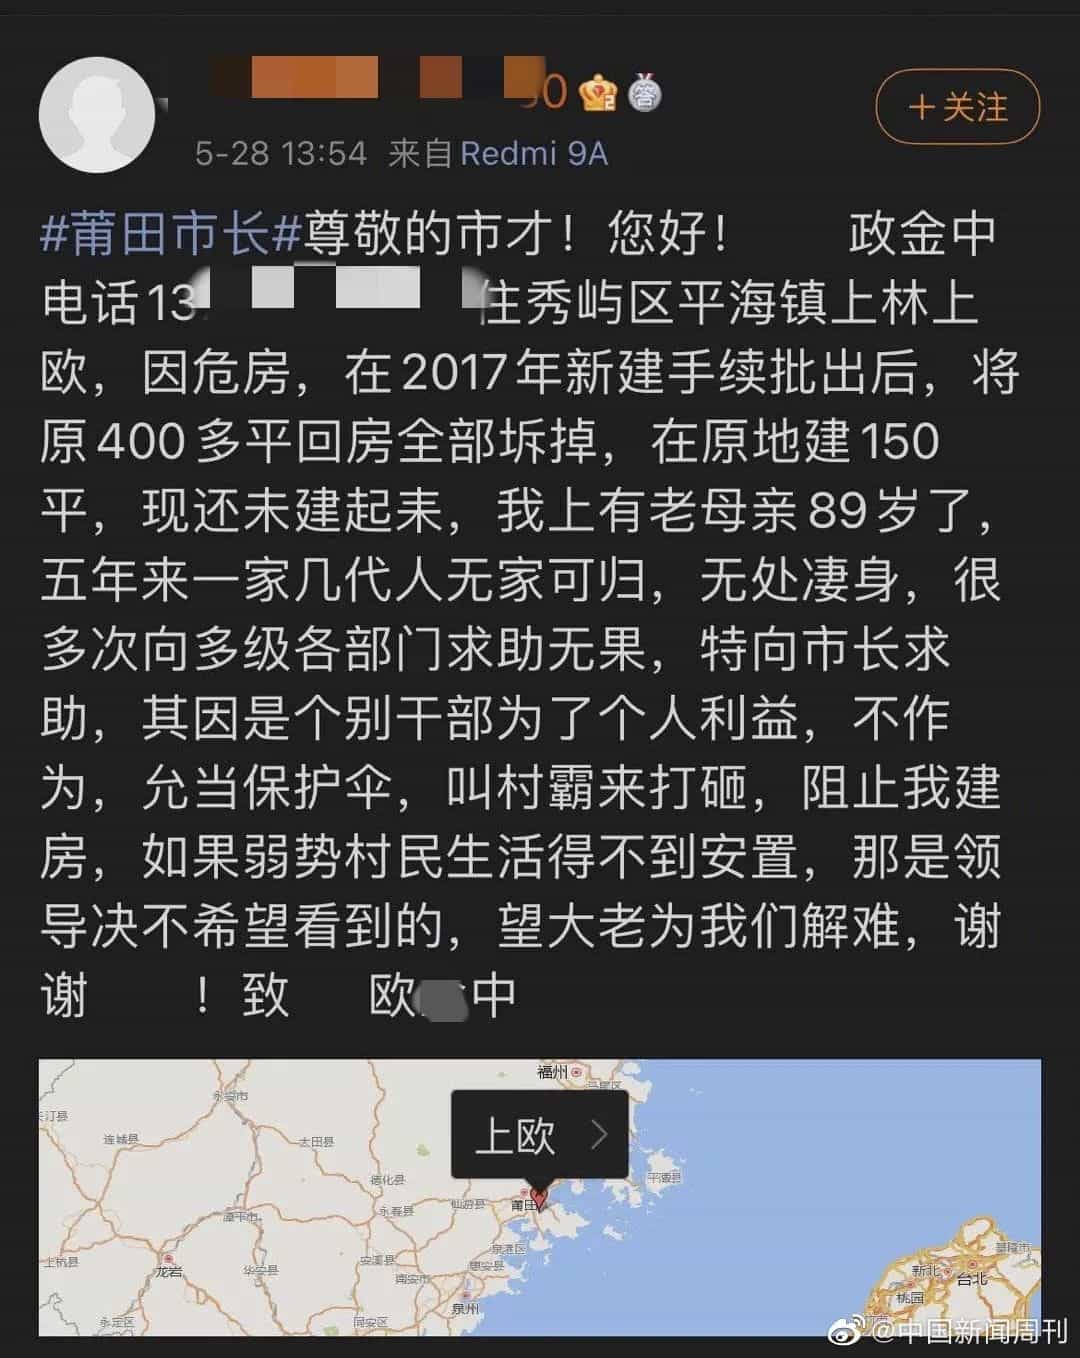 0
+关注
5-28 13:54 来自 Redmi 9A
#莆田市长#尊敬的市才！您好！ 政金中
电话13 住秀屿区平海镇上林上
欧，因危房，在2017年新建手续批出后，将
原400多平回房全部坼掉，在原地建150
平，现还未建起耒，我上有老母亲89岁了，
五年来一家几代人无家可归，无处凄身，很
多次向多级各部门求助无果，特向市长求
助，其因是个别干部为了个人利益，不作
为，允当保护伞，叫村霸来打砸，阻止我建
房，如果弱势村民生活得不到安置，那是领
导决不希望看到的，望大老为我们解难，谢
谢 ！致 欧 中
福州
马尾区
永安市
长汀县
连城县
太田县
上欧 >
平潭县
德化县
仙游县
莆田
永春县
漳平市
泉港区
上杭县
龙岩
华安县
安溪县
惠安县
南安市
泉州
永定区
同安区
基隆市
新北
台北
桃园
@中国新闻周刊